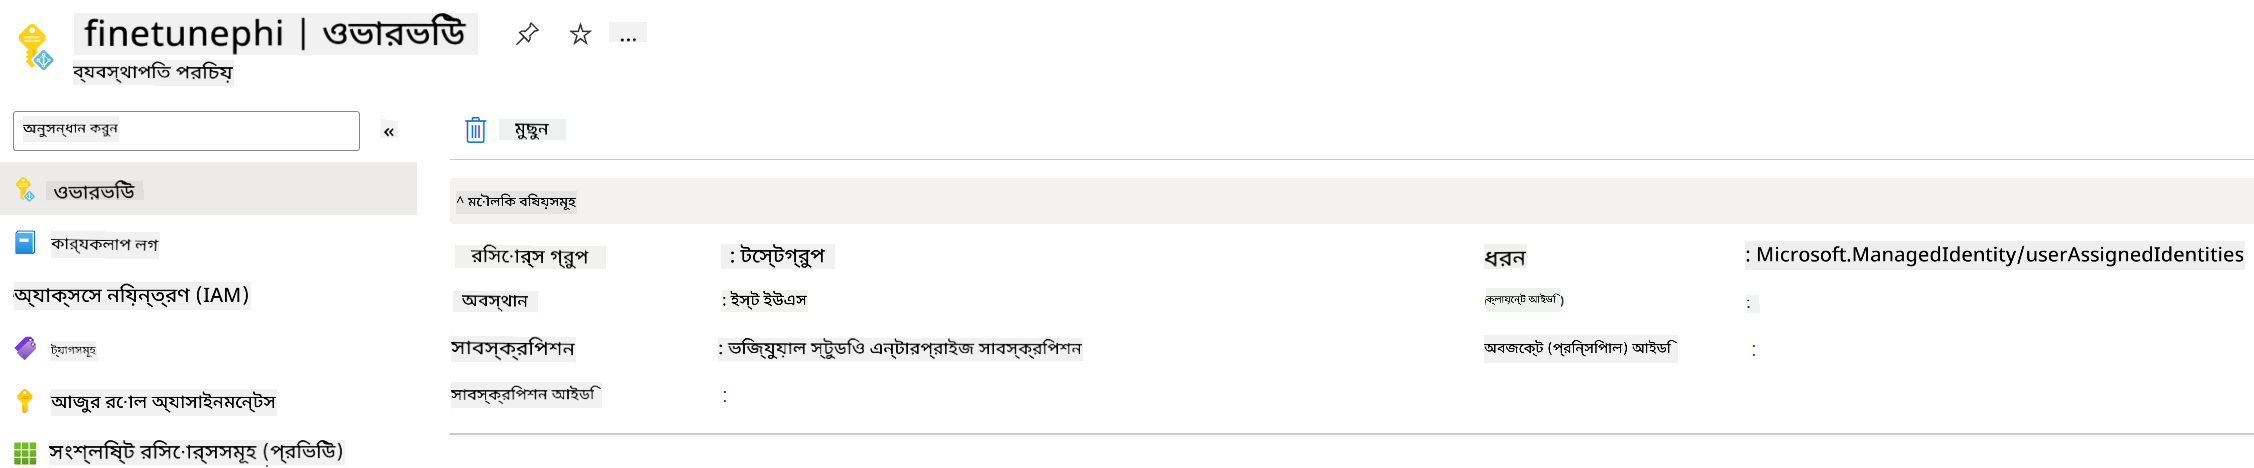 finetunephi | ওভারভিউ
...
ব্যবস্থাপিত পরিচয়
অনুসন্ধান করুন
«
মুছুন
ওভারভিউ
^ মৌলিক বিষয়সমূহ
কার্যকলাপ লগ
রিসোর্স গ্রুপ : টেস্টগ্রুপ
ধরন : Microsoft.ManagedIdentity/userAssignedIdentities
অ্যাক্সেস নিয়ন্ত্রণ (IAM)
অবস্থান : ইস্ট ইউএস
(ক্লায়েন্ট আইডি) :
ট্যাগসমূহ
সাবস্ক্রিপশন : ভিজ্যুয়াল স্টুডিও এন্টারপ্রাইজ সাবস্ক্রিপশন
অবজেক্ট (প্রিন্সিপাল) আইডি :
আজুর রোল অ্যাসাইনমেন্টস
সাবস্ক্রিপশন আইডি :
সংশ্লিষ্ট রিসোর্সসমূহ (প্রিভিউ)